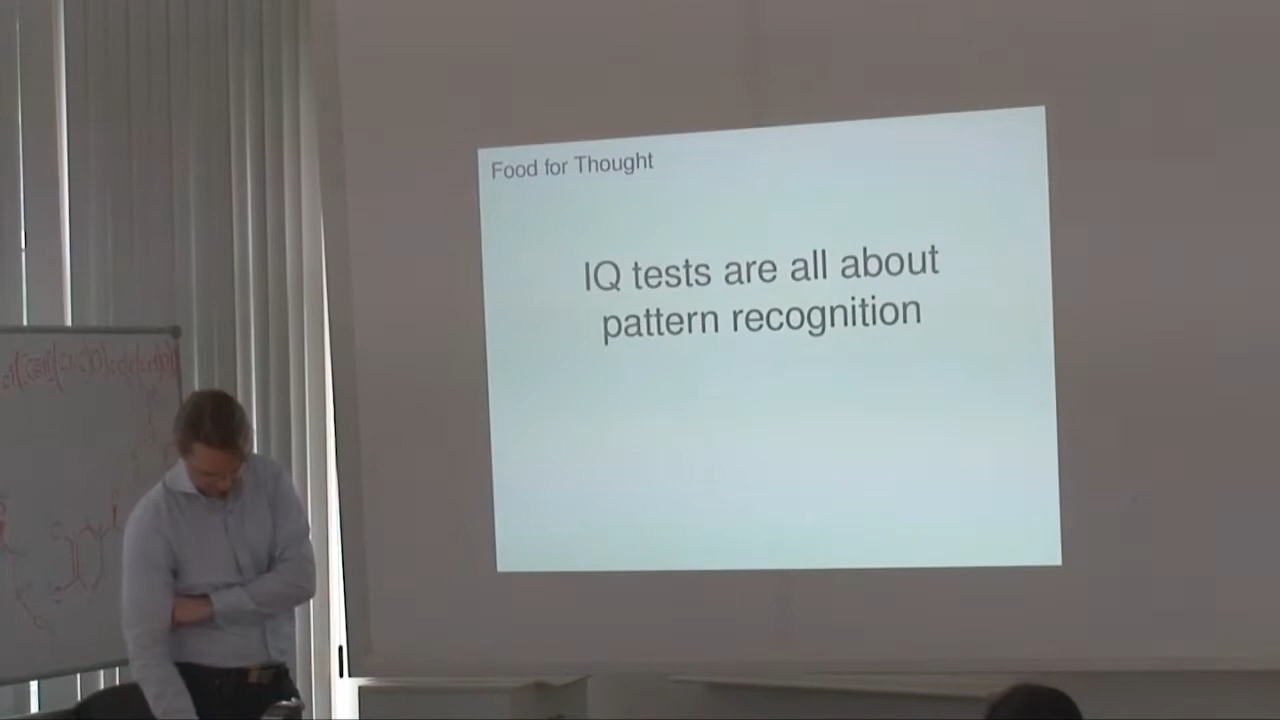 Food for Thought
IQ tests are all about
pattern recognition